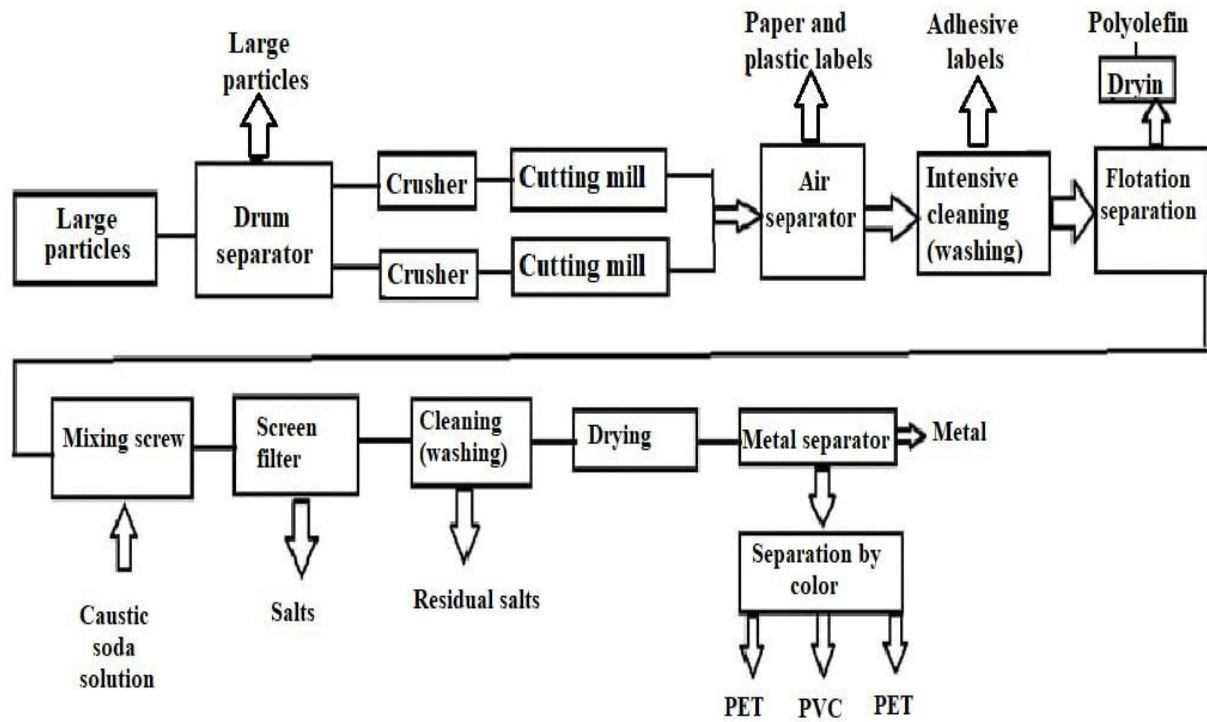 Large
particles
Paper and
plastic labels
Adhesive
labels
Polyolefin
Dryin
Large
particles
Drum
separator
Crusher
Cutting mill
Crusher
Cutting mill
Air
separator
Intensive
cleaning
(washing)
Flotation
separation
Mixing screw
Screen
filter
Cleaning
(washing)
Drying
Metal separator
Metal
Caustic
soda
solution
Salts
Residual salts
Separation by
color
PET
PVC
PET